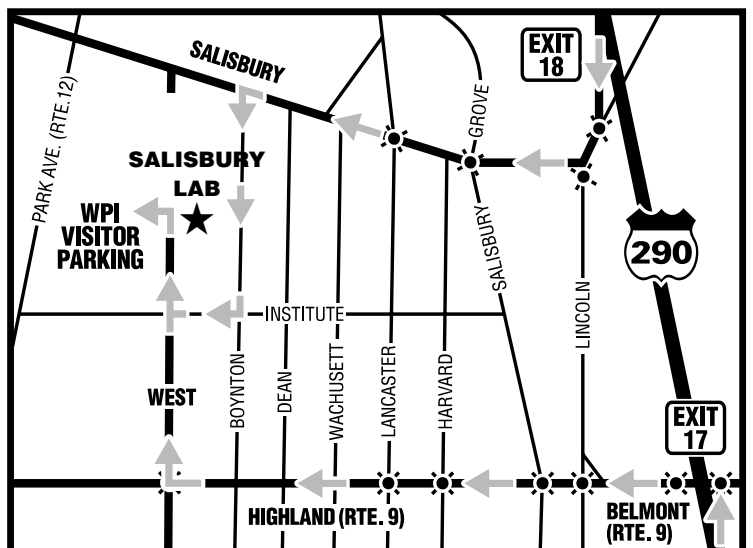 SALISBURY
EXIT
18
GROVE
PARK AVE. (RTE.12)
SALISBURY
LAB
WPI
VISITOR
PARKING
SALISBURY
290
INSTITUTE
LINCOLN
WEST
BOYNTON
DEAN
WACHUSETT
LANCASTER
HARVARD
EXIT
17
HIGHLAND (RTE. 9)
BELMONT
(RTE. 9)